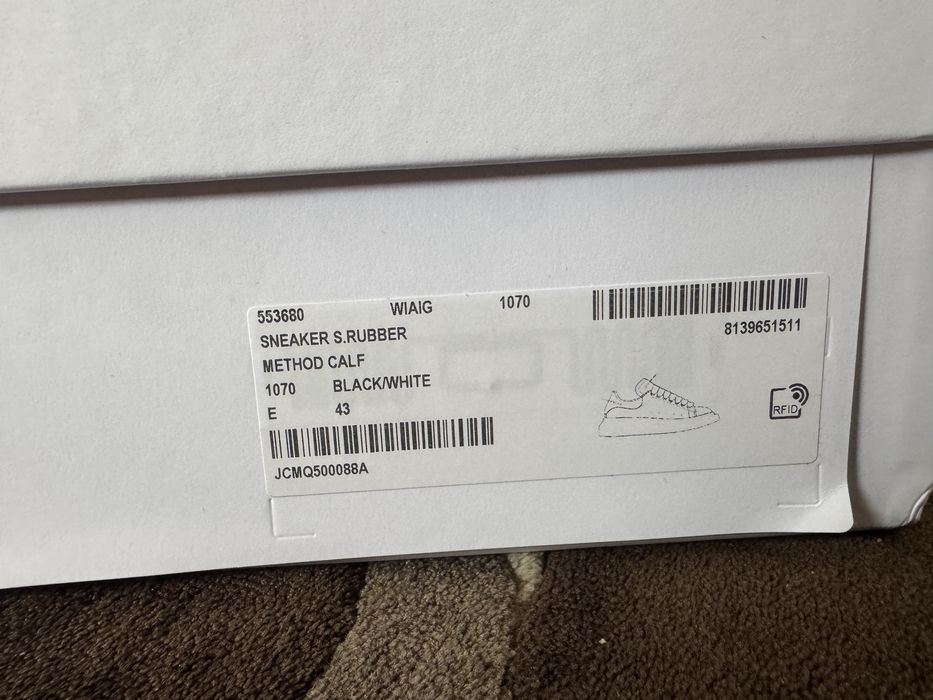 553680 WIAIG 1070
SNEAKER S.RUBBER
8139651511
METHOD CALF
1070 BLACK/WHITE
E 43
RFID
JCMQ500088A